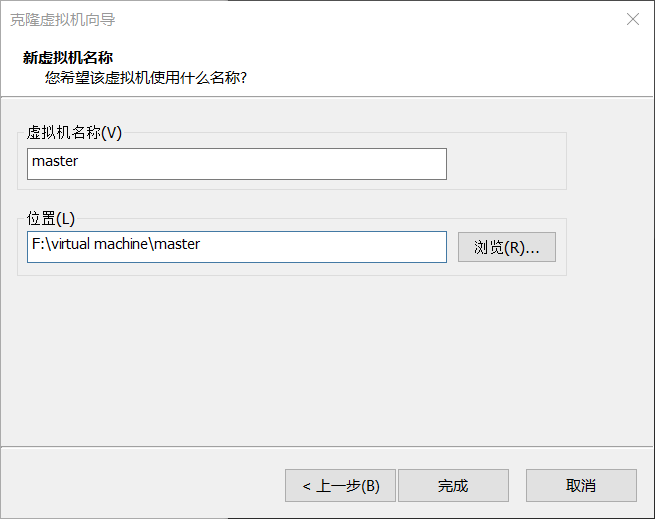 克隆虚拟机向导
新虚拟机名称
您希望该虚拟机使用什么名称?
虚拟机名称(V)
master
位置(L)
F:\virtual machine\master
浏览(R)...
< 上一步(B)
完成
取消